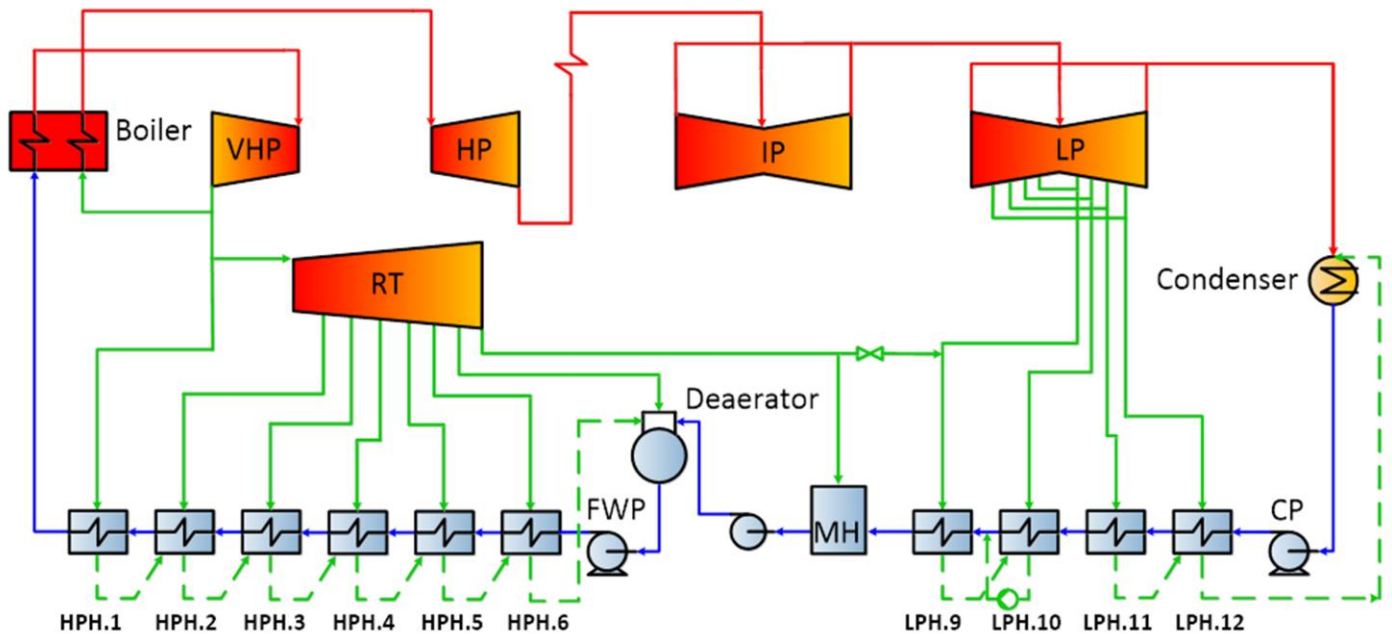 Boiler
VHP
HP
IP
LP
RT
Condenser
Deaerator
FWP
MH
CP
HPH.1
HPH.2
HPH.3
HPH.4
HPH.5
HPH.6
LPH.9
LPH.10
LPH.11
LPH.12